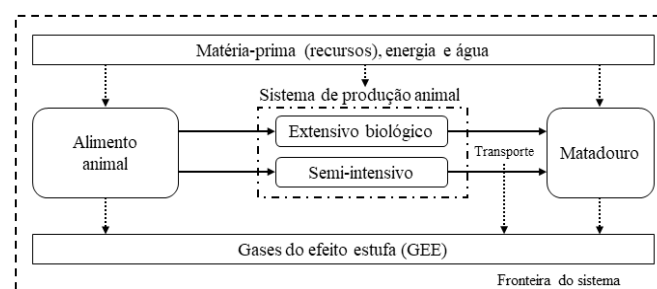 Matéria-prima (recursos), energia e água
Sistema de produção animal
Alimento
animal
Extensivo biológico
Semi-intensivo
Transporte
Matadouro
Gases do efeito estufa (GEE)
Fronteira do sistema